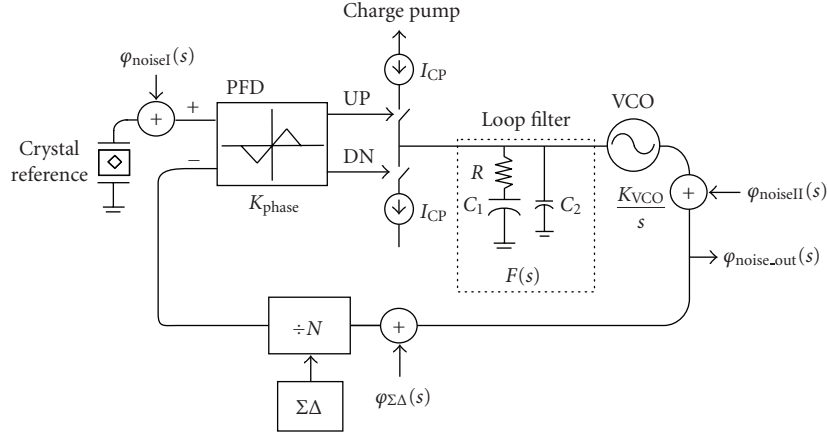 Charge pump
φnoiseI(s)
PFD
ICP
UP
VCO
+
+
Loop filter
Crystal
reference
−
DN
R
+
φnoiseII(s)
C1
C2
KVCO
s
Kphase
ICP
φnoise_out(s)
F(s)
÷N
+
ΣΔ
φΣΔ(s)